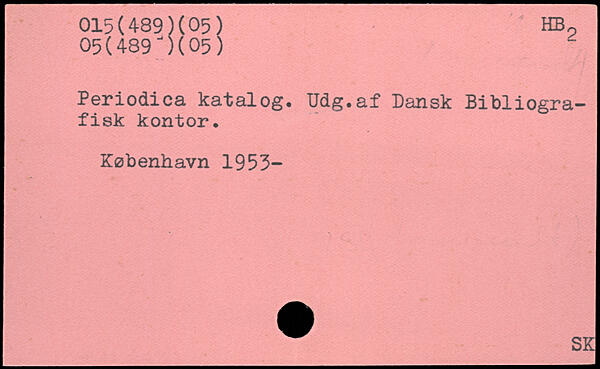 015(489)(05) HB2
05(489 )(05)
Periodica katalog. Udg.af Dansk Bibliogra-
fisk kontor.
København 1953-
SK